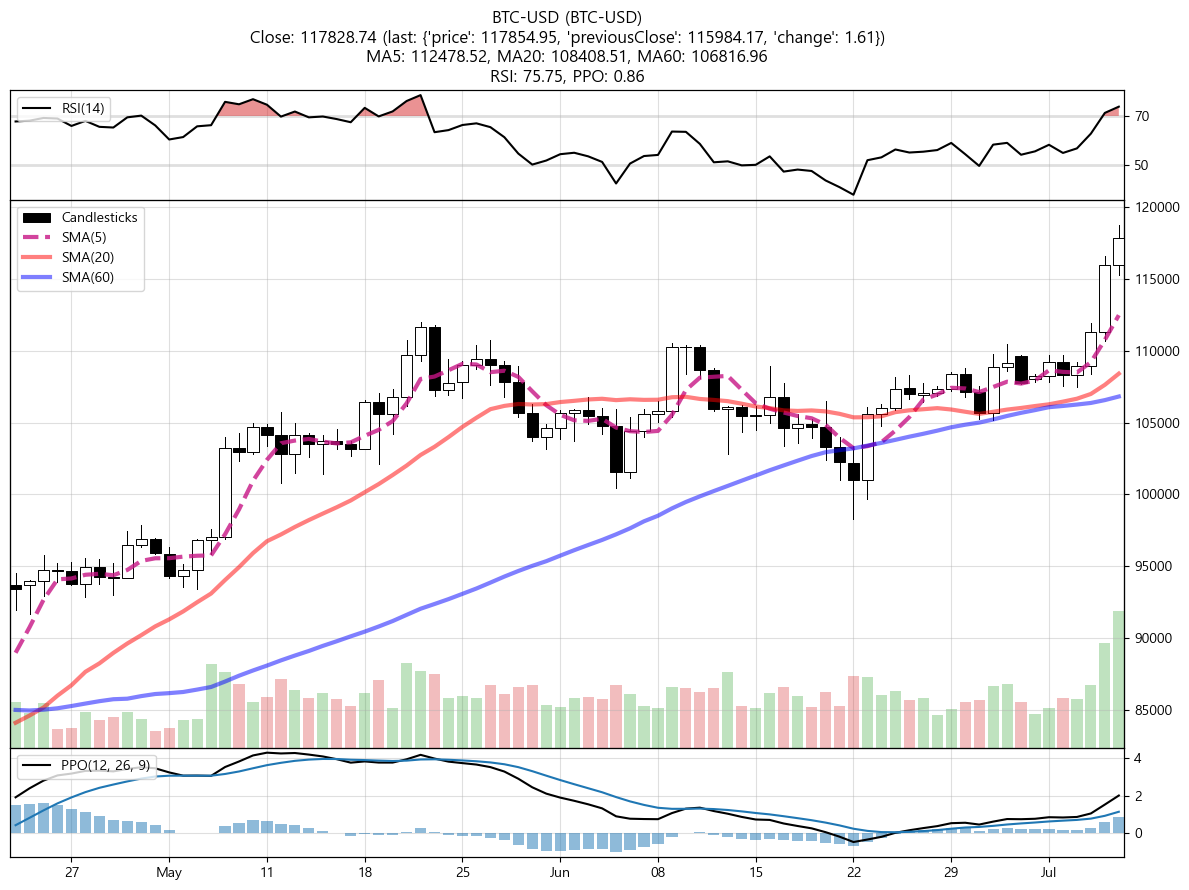 BTC-USD (BTC-USD)
Close: 117828.74 (last: {'price': 117854.95, 'previousClose': 115984.17, 'change': 1.61})
MA5: 112478.52, MA20: 108408.51, MA60: 106816.96
RSI: 75.75, PPO: 0.86
RSI(14)
70
50
Candlesticks
SMA(5)
SMA(20)
SMA(60)
120000
115000
110000
105000
100000
95000
90000
85000
PPO(12, 26, 9)
4
2
0
27 May 11 18 25 Jun 08 15 22 29 Jul